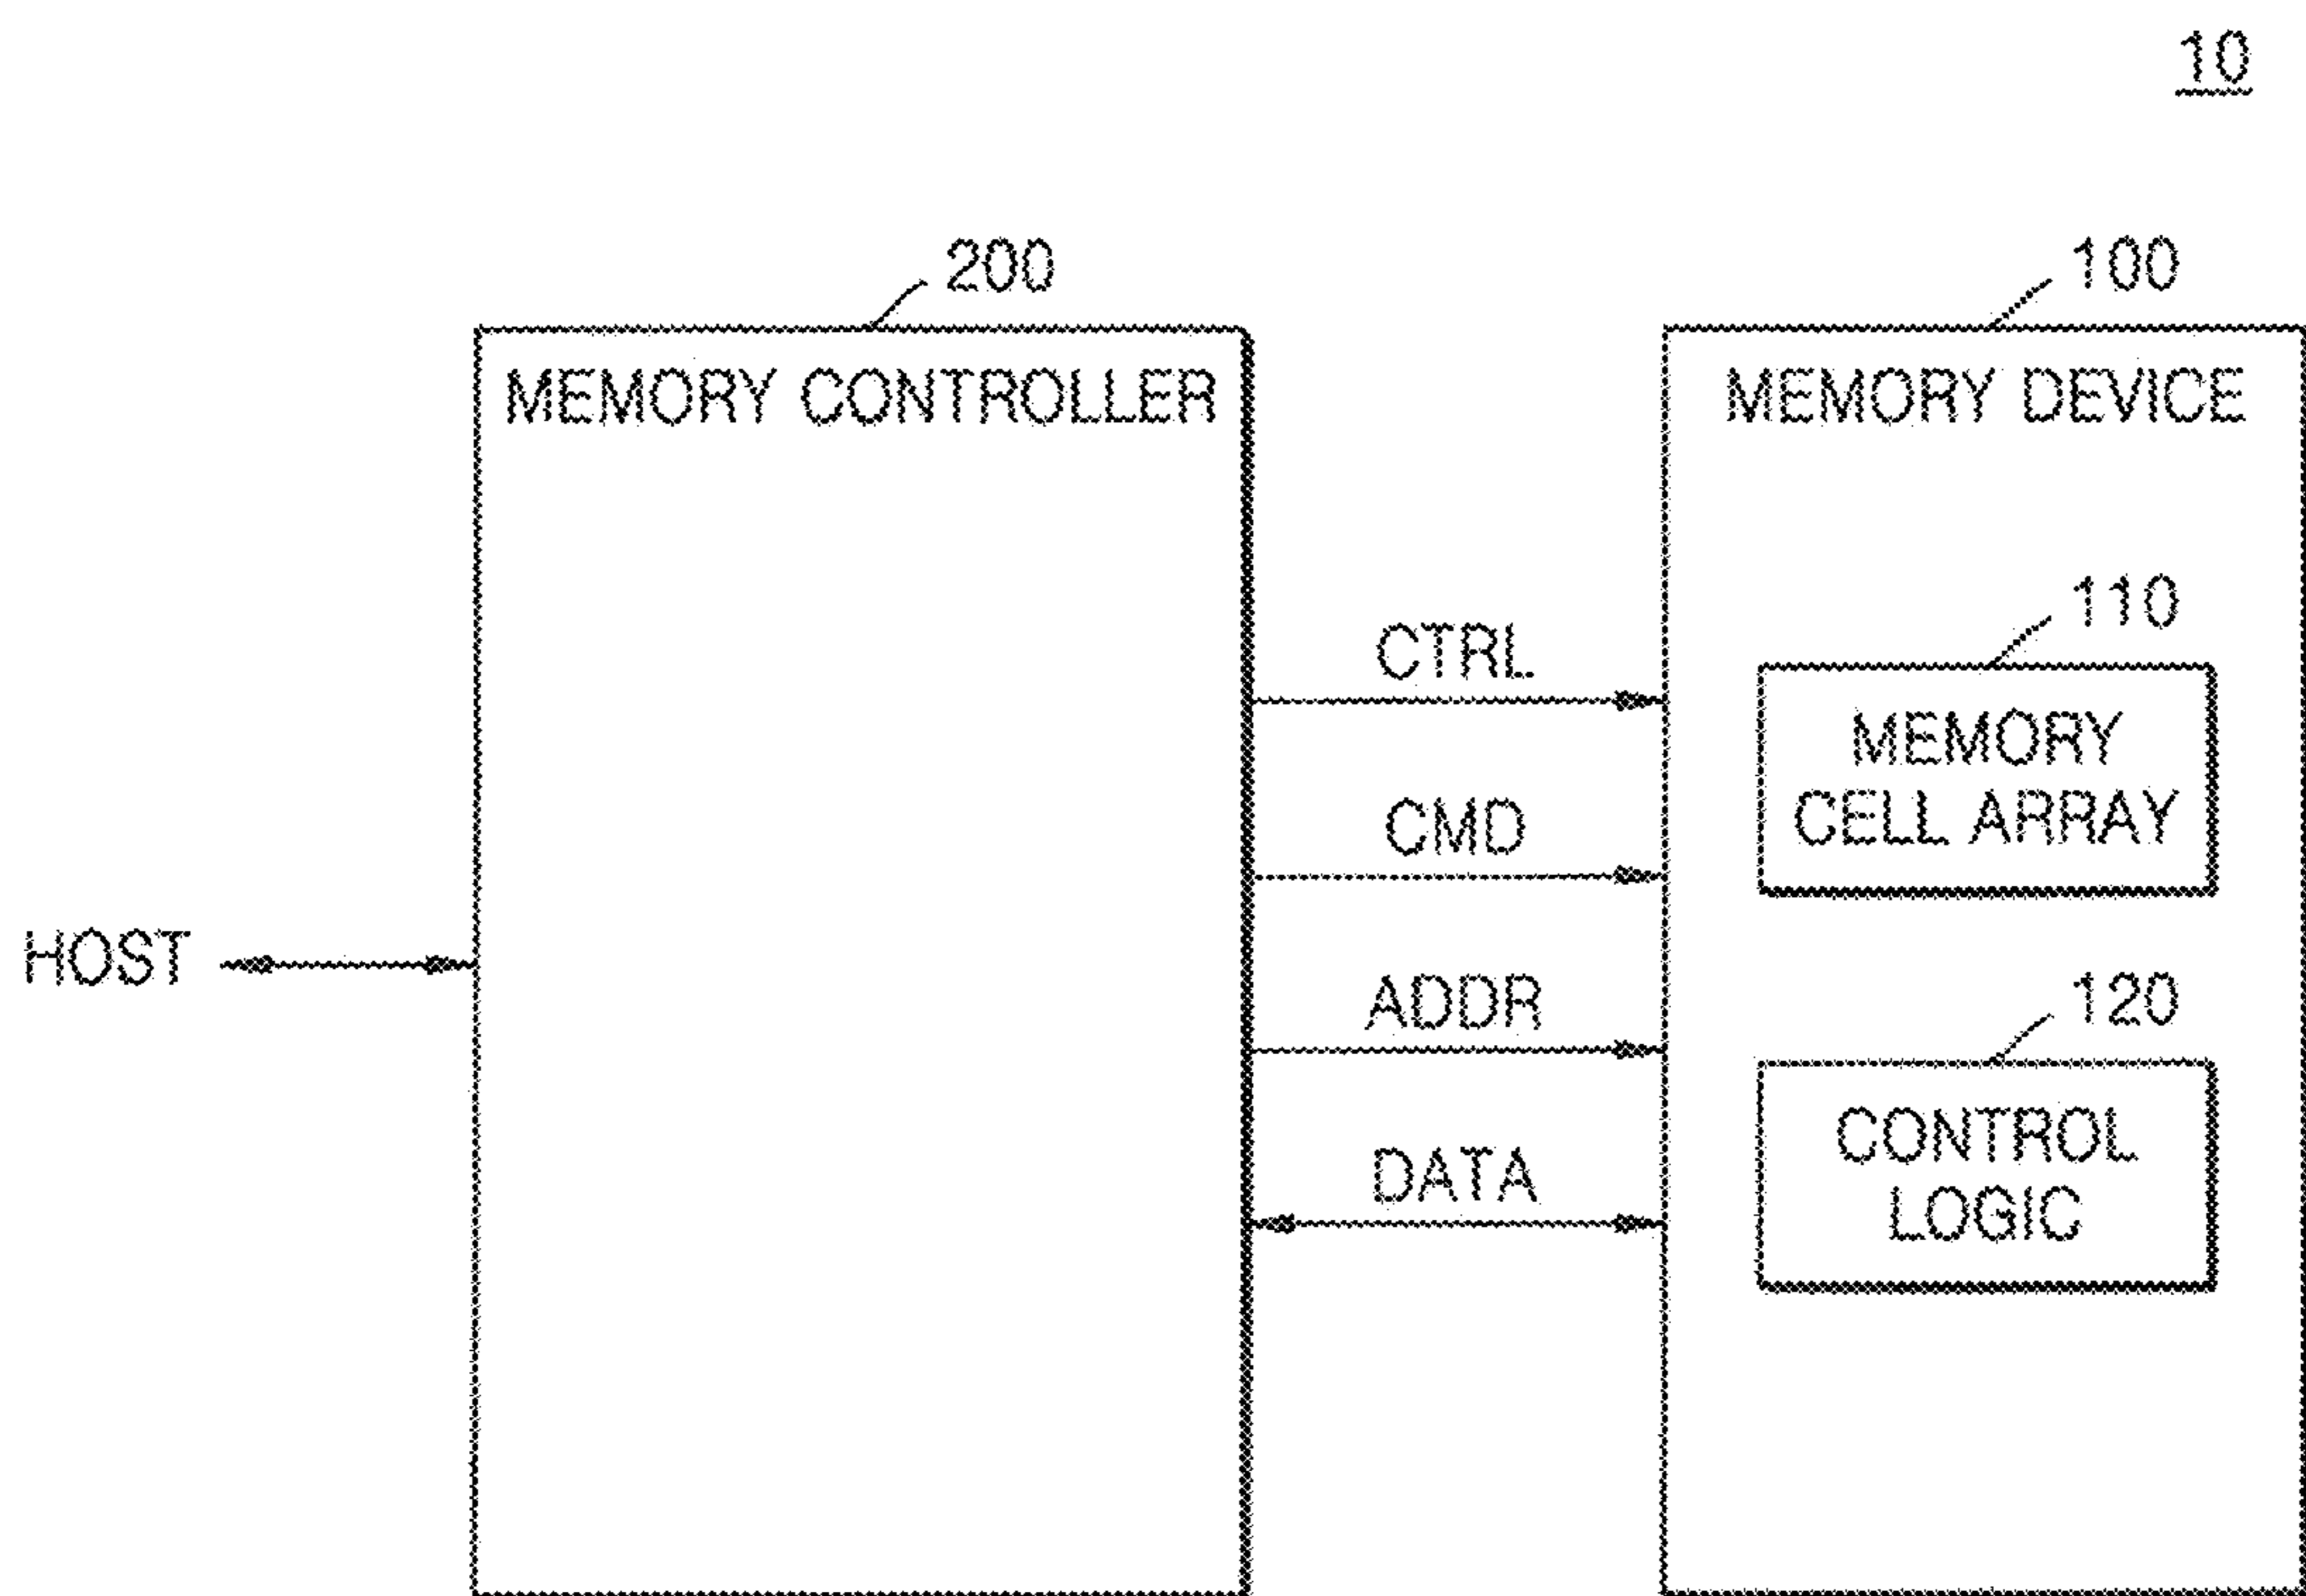 10
200
100
MEMORY CONTROLLER
MEMORY DEVICE
110
CTRL
MEMORY
CELL ARRAY
CMD
HOST
ADDR
120
CONTROL
LOGIC
DATA